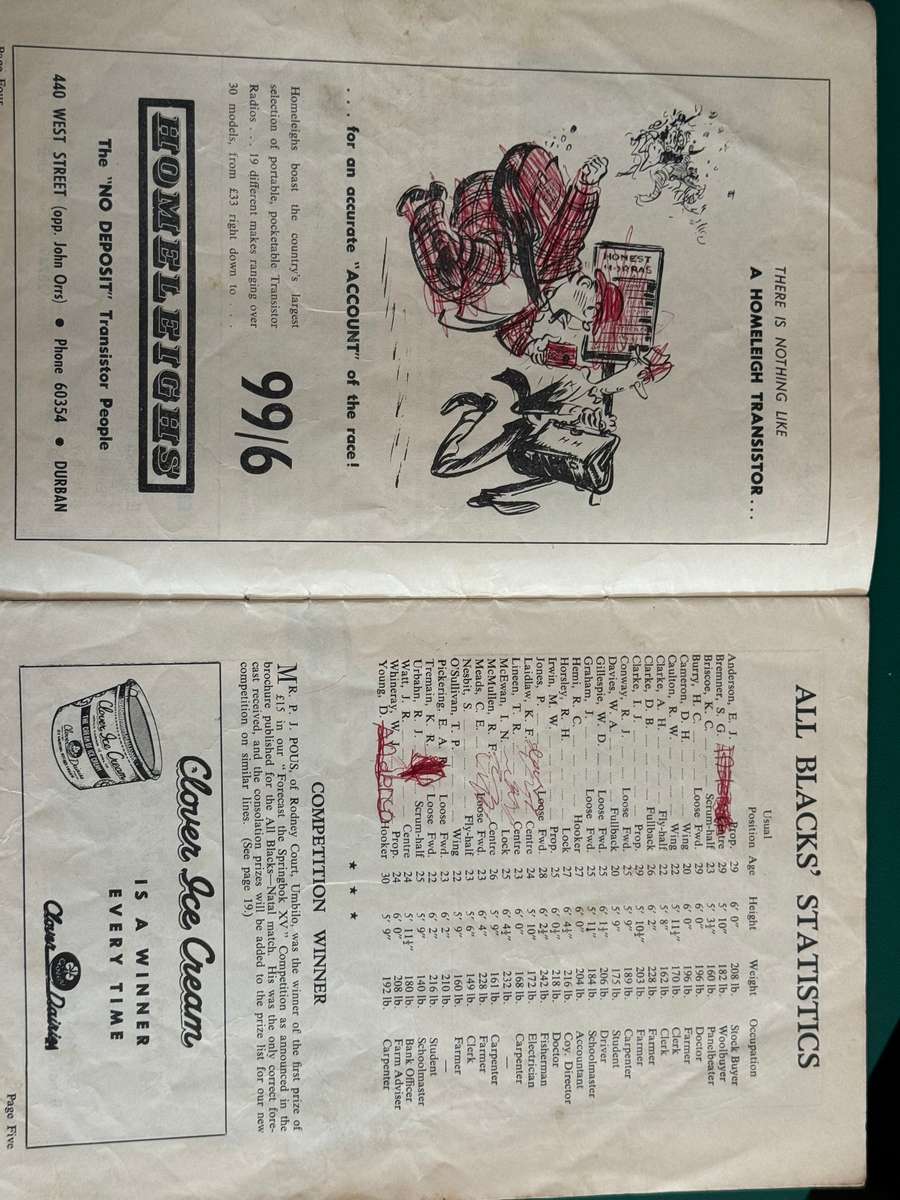 THERE IS NOTHING LIKE
A HOMELEIGH TRANSISTOR...
HONEST
HH
... for an accurate "ACCOUNT" of the race!
Homeleighs boast the country's largest
selection of portable, pocketable Transistor
Radios . . . 19 different makes ranging over
30 models, from £33 right down to . . .
99/6
HOMELEIGHS
The "NO DEPOSIT" Transistor People
440 WEST STREET (opp. John Orrs) ● Phone 60354 ● DURBAN
Page Four
ALL BLACKS' STATISTICS
Usual
Position Age Height Weight Occupation
Anderson, E. J. Prop. 29 6' 0" 208 lb. Stock Buyer
Bremner, S. G. Centre 29 5' 10" 182 lb. Woolbuyer
Briscoe, K. C. Scrum-half 23 5' 3½" 160 lb. Panelbeater
Burry, H. C. Loose Fwd. 29 6' 0" 196 lb. Doctor
Cameron, D. H. Wing 20 6' 0" 196 lb. Farmer
Caulton, R. W. Wing 22 5' 11½" 170 lb. Clerk
Clarke, A. H. Fly-half 22 5' 8" 162 lb. Clerk
Clarke, D. B. Fullback 26 6' 2" 228 lb. Farmer
Clarke, I. J. Prop. 29 5' 10½" 203 lb. Farmer
Conway, R. J. Loose Fwd. 25 5' 9" 189 lb. Carpenter
Davies, W. A. Fullback 20 5' 9" 175 lb. Student
Gillespie, W. D. Loose Fwd. 25 6' 1½" 206 lb. Driver
Graham, J. Loose Fwd. 25 5' 11" 184 lb. Schoolmaster
Hemi, R. C. Hooker 27 6' 0" 204 lb. Accountant
Horsley, R. H. Lock 27 6' 4½" 216 lb. Coy. Director
Irwin, M. W. Prop. 25 6' 0½" 218 lb. Doctor
Jones, P. Loose Fwd. 28 6' 2½" 242 lb. Fisherman
Laidlaw, K. F. Centre 24 5' 10" 172 lb. Electrician
Lineen, T. R. Centre 23 6' 0" 168 lb. Carpenter
McEwan, I. N. Lock 25 6' 4½" 232 lb. —
McMullen, R. F. Centre 26 5' 9" 161 lb. Carpenter
Meads, C. E. Loose Fwd. 23 6' 4" 228 lb. Farmer
Nesbit, S. Fly-half 23 5' 6" 149 lb. Clerk
O'Sullivan, T. P. Wing 22 5' 9" 160 lb. Farmer
Pickering, E. A. R. Loose Fwd. 23 6' 2" 210 lb. —
Tremain, K. R. Loose Fwd. 22 6' 2" 216 lb. Student
Urbahn, R. J. Scrum-half 25 5' 9" 140 lb. Schoolmaster
Watt, J. R. Centre 24 5' 11½" 180 lb. Bank Officer
Whineray, W. J. Prop. 24 6' 0" 208 lb. Farm Adviser
Young, D. Hooker 30 5' 9" 192 lb. Carpenter
* * *
COMPETITION WINNER
MR. P. J. POUS, of Rodney Court, Umbilo, was the winner of the first prize of
£15 in our "Forecast the Springbok XV" Competition as announced in the
brochure published for the All Blacks—Natal match. His was the only correct fore-
cast received, and the consolation prizes will be added to the prize list for our new
competition on similar lines. (See page 19.)
Clover Ice Cream
Clover Ice Cream
IS A WINNER
EVERY TIME
Clover Dairies
Page Five